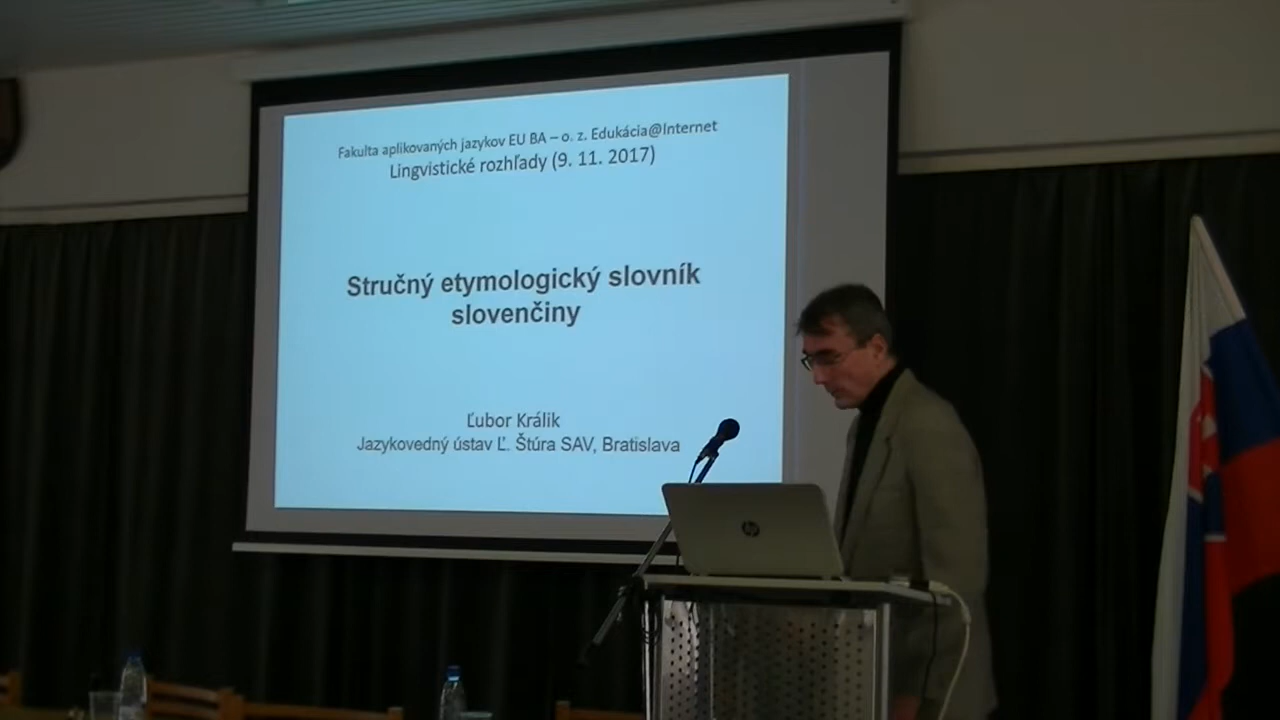 Fakulta aplikovaných jazykov EU BA – o. z. Edukácia@Internet
Lingvistické rozhľady (9. 11. 2017)
Stručný etymologický slovník
slovenčiny
Ľubor Králik
Jazykovedný ústav Ľ. Štúra SAV, Bratislava
hp